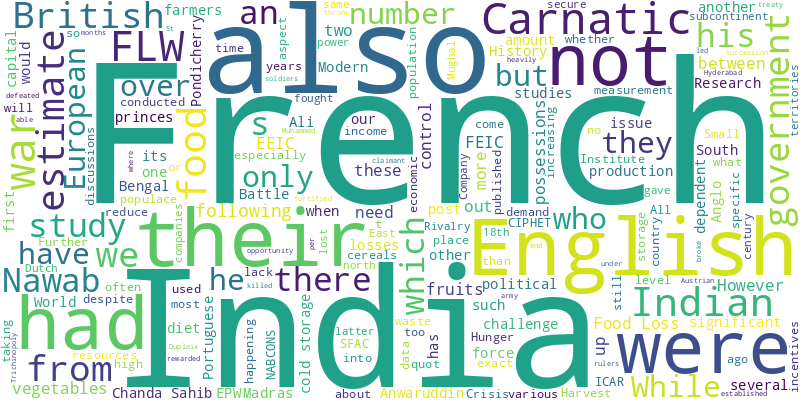 British
FLW
also
an
number
Carnatic
his
not
government
War
estimate
European
over
food
French
but
they
s
only
study
following
we
their
when
there
which
who
English
Nawab
have
he
had
from
India
Indian
were
While
up
several
farmers
two
Ali
fought
time
years
aspect
Modern
population
amount
History
between
another
subcontinent
secure
whether
studies
measurement
Research
capital
would
will
so
months
Pondicherry
conducted
princes
our
income
these
control
economic
FEIC
EEIC
more
published
possessions
increasing
issue
no
Institute
production
South
Small
what
All
Anglo
specific
dependent
country
century
level
However
incentives
territories
Bengal
populace
its
one
or
especially
Battle
need
out
post
Company
come
demand
CIPHET
18th
storage
still
gave
Mughal
power
heavily
led
succession
treaty
Hyderabad
same
throne
soldiers
St
defeated
able
discussions
first
reduce
where
companies
Muhammed
claimant
fortified
Rivalry
place
other
than
cereals
north
losses
lost
East
t
per
lack
Further
Dutch
often
World
despite
used
most
Portuguese
happening
NABCONS
cold storage
latter
SFAC
into
too
waste
data
has
quot
fruits
such
political
challenge
Hunger
force
exact
ago
ICAR
Food Loss
significant
Austrian
broke
under
rulers
established
end
army
Harvest
various
Crisis
Anwaruddin
about
Chanda Sahib
EPW
Madras
killed
opportunity
rewarded
Dupleix
high
resources
diet
taking
vegetables
Trichinopoly